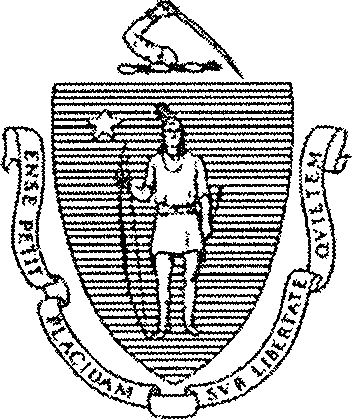 ENSE PETIT
PLACIDAM
SVB LIBERTATE
QVIETEM